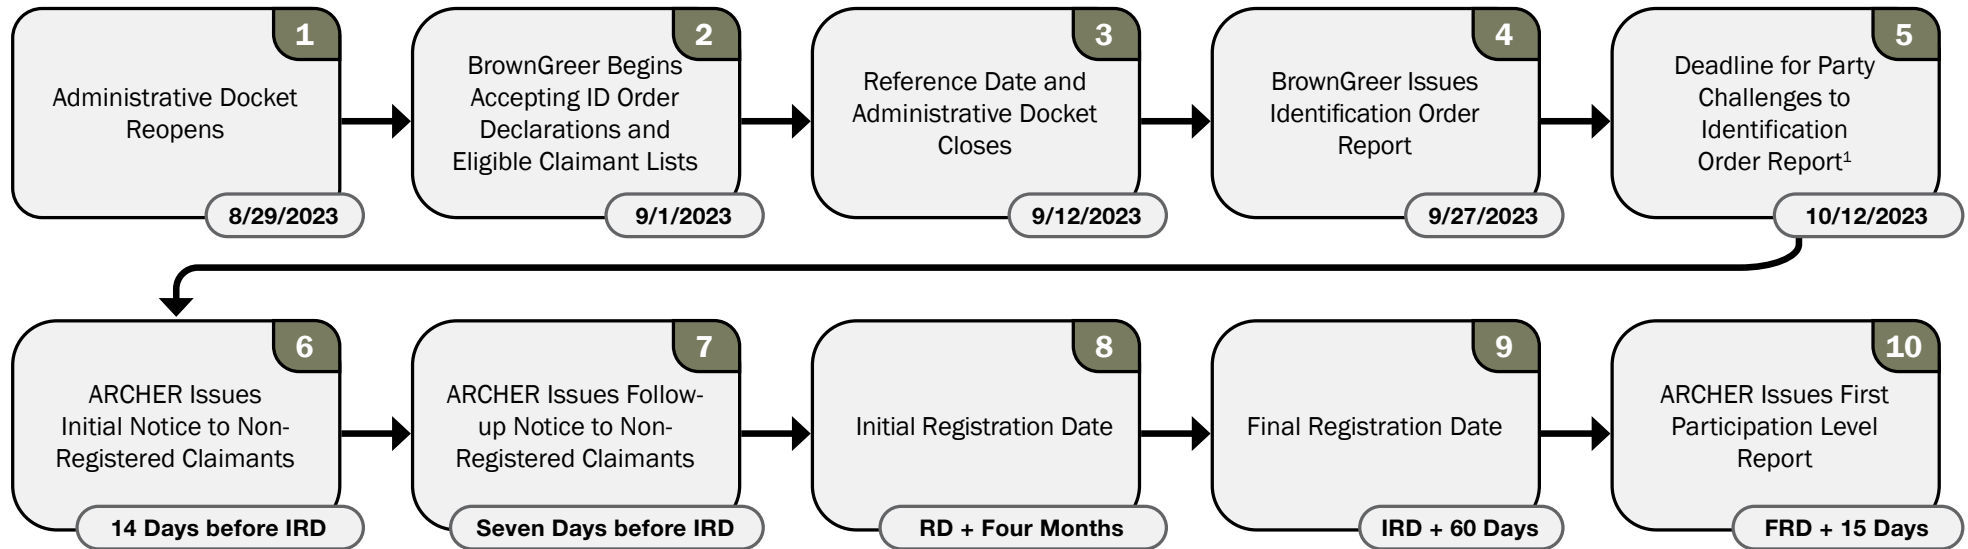 1
Administrative Docket
Reopens
8/29/2023
2
BrownGreer Begins
Accepting ID Order
Declarations and
Eligible Claimant Lists
9/1/2023
3
Reference Date and
Administrative Docket
Closes
9/12/2023
4
BrownGreer Issues
Identification Order
Report
9/27/2023
5
Deadline for Party
Challenges to
Identification
Order Report¹
10/12/2023
6
ARCHER Issues
Initial Notice to Non-
Registered Claimants
14 Days before IRD
7
ARCHER Issues Follow-
up Notice to Non-
Registered Claimants
Seven Days before IRD
8
Initial Registration Date
RD + Four Months
9
Final Registration Date
IRD + 60 Days
10
ARCHER Issues First
Participation Level
Report
FRD + 15 Days